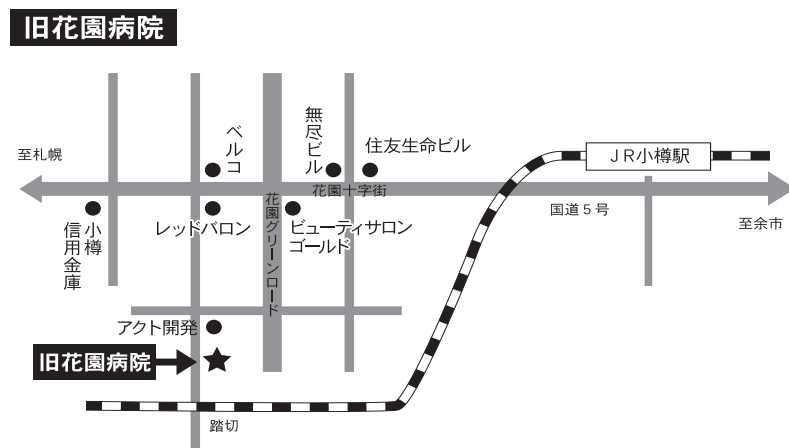 旧花園病院
ベルコ
無尽ビル
住友生命ビル
JR小樽駅
至札幌
花園十字街
国道5号
至余市
小樽
信用金庫
レッドバロン
花園グリーンロード
ビューティサロン
ゴールド
アクト開発
旧花園病院
踏切